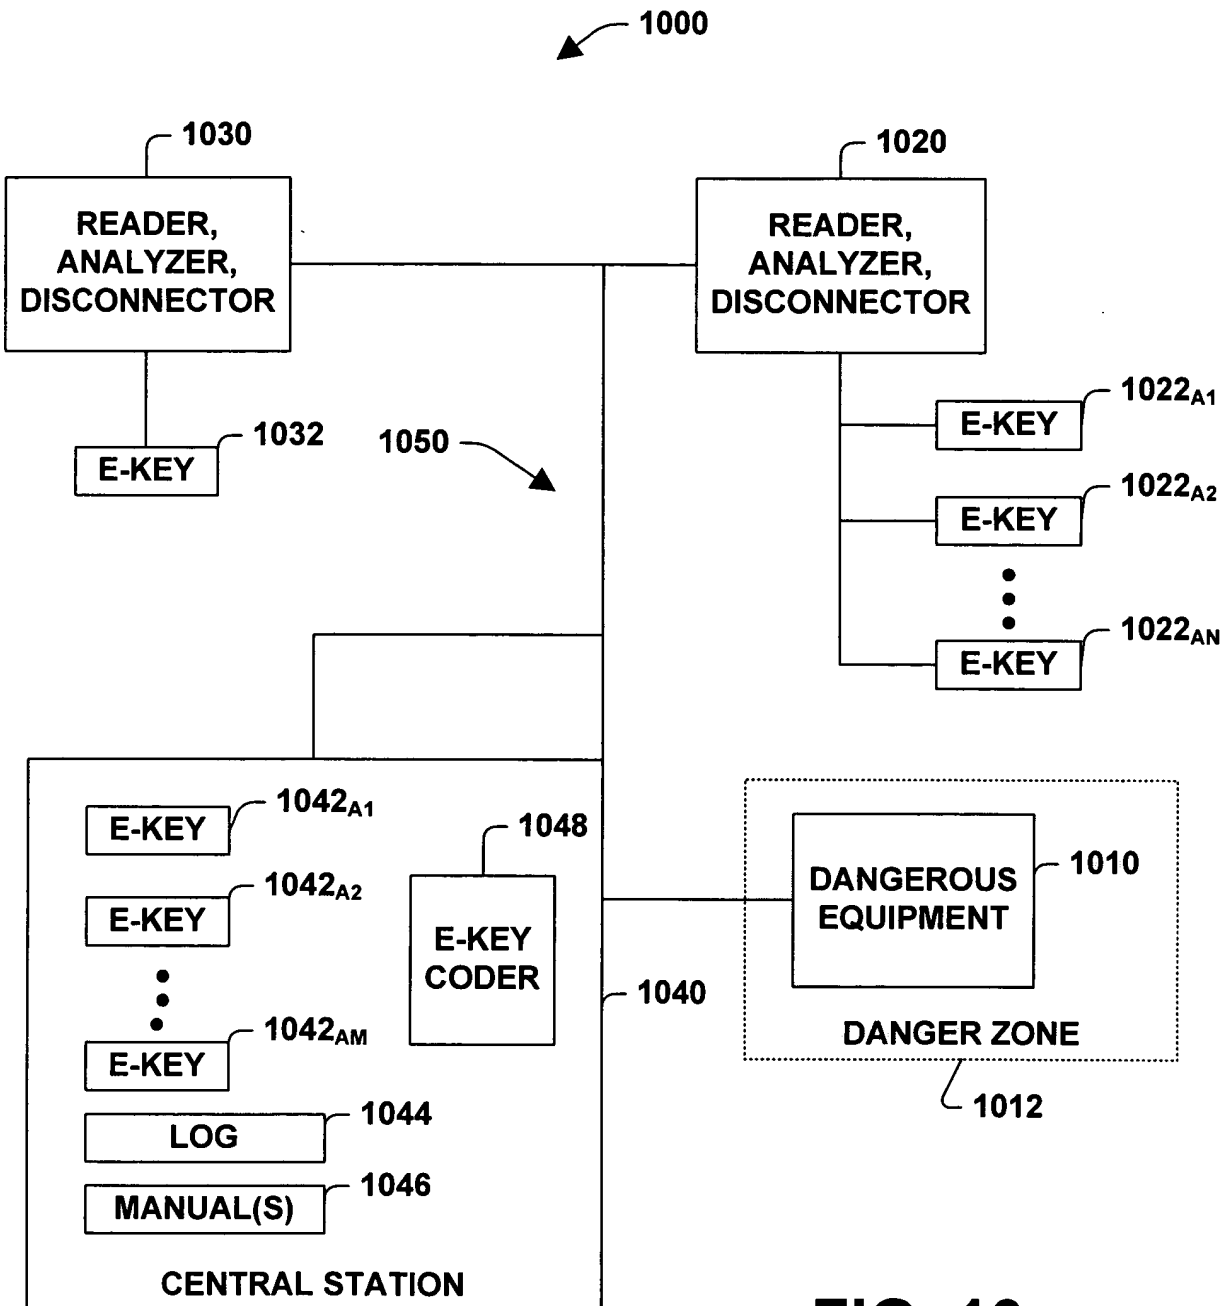 1000
1030
READER,
ANALYZER,
DISCONNECTOR
1020
READER,
ANALYZER,
DISCONNECTOR
1032
E-KEY
1050
1022A1
E-KEY
1022A2
E-KEY
1022AN
E-KEY
1042A1
E-KEY
1042A2
E-KEY
1042AM
E-KEY
1048
E-KEY
CODER
1040
1044
LOG
1046
MANUAL(S)
CENTRAL STATION
1010
DANGEROUS
EQUIPMENT
DANGER ZONE
1012
FIG. 10